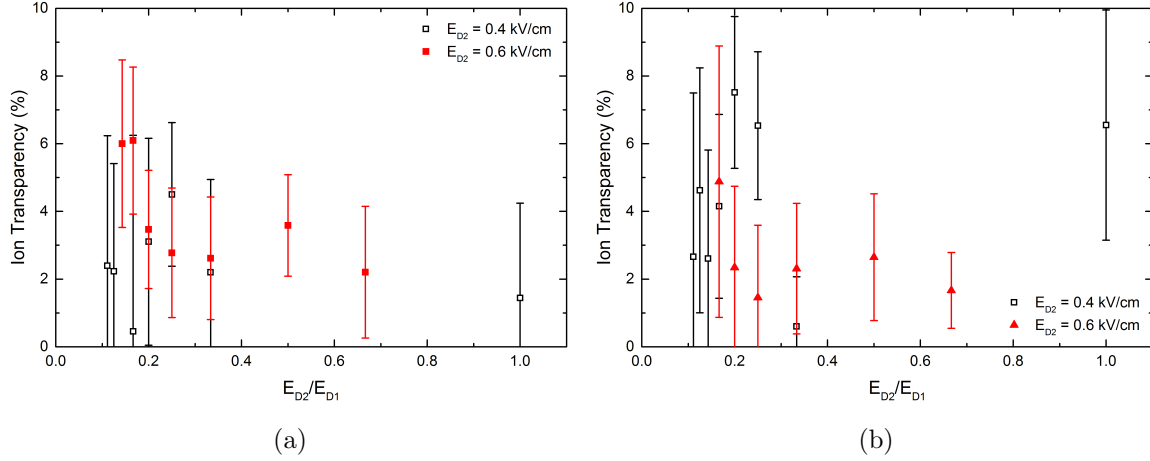 10
8
6
4
2
0
Ion Transparency (%)
0.0 0.2 0.4 0.6 0.8 1.0
E_D2/E_D1
E_D2 = 0.4 kV/cm
E_D2 = 0.6 kV/cm
(a)
10
8
6
4
2
0
Ion Transparency (%)
0.0 0.2 0.4 0.6 0.8 1.0
E_D2/E_D1
E_D2 = 0.4 kV/cm
E_D2 = 0.6 kV/cm
(b)